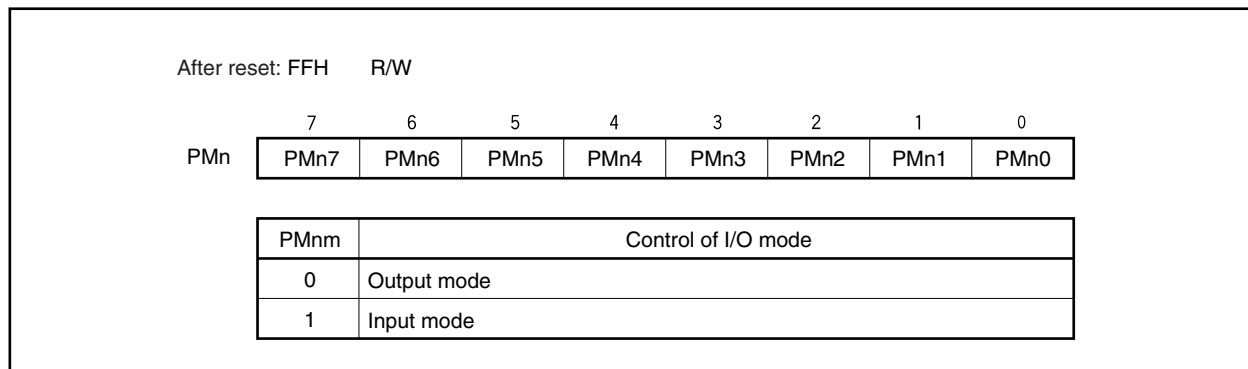 After reset: FFH R/W
7 6 5 4 3 2 1 0
PMn PMn7 PMn6 PMn5 PMn4 PMn3 PMn2 PMn1 PMn0
PMnm Control of I/O mode
0 Output mode
1 Input mode